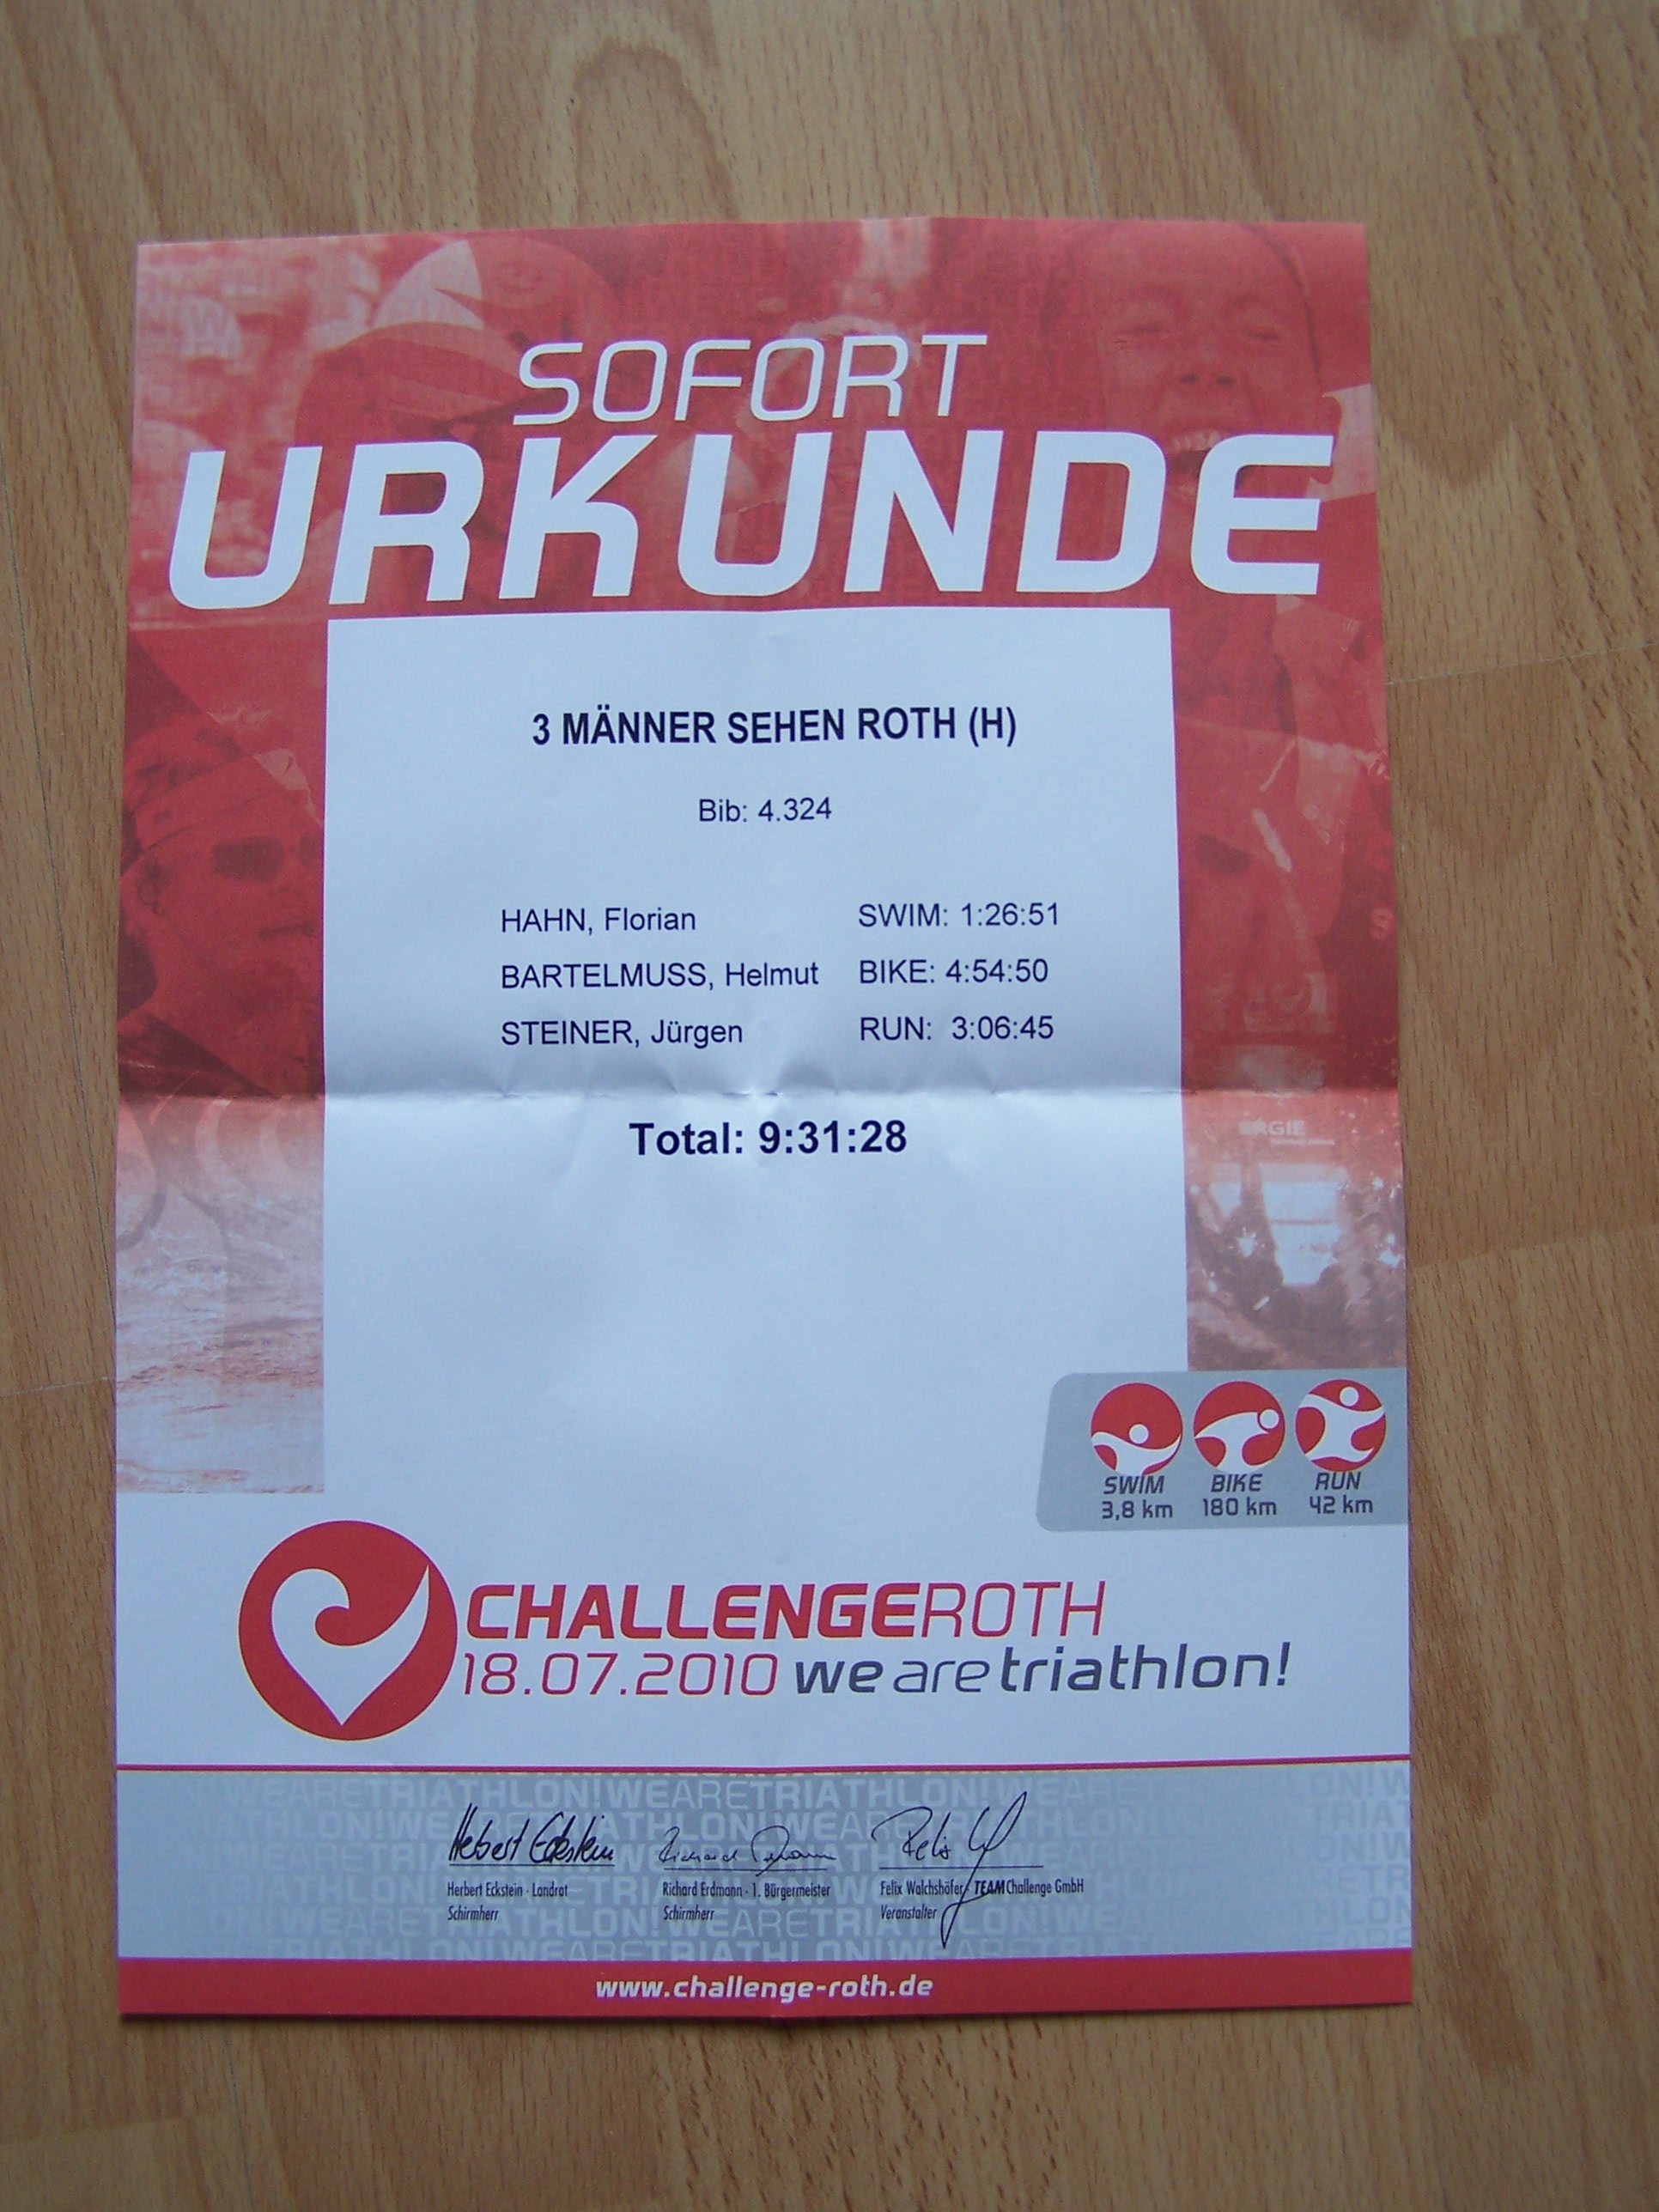 SOFORT
URKUNDE
3 MÄNNER SEHEN ROTH (H)
Bib: 4.324
HAHN, Florian SWIM: 1:26:51
BARTELMUSS, Helmut BIKE: 4:54:50
STEINER, Jürgen RUN: 3:06:45
Total: 9:31:28
SWIM BIKE RUN
3,8 km 180 km 42 km
CHALLENGEROTH
18.07.2010 we are triathlon!
Herbert Eckstein - Landrat
Schirmherr
Richard Erdmann - 1. Bürgermeister
Schirmherr
Felix Walchshöfer - TEAMChallenge GmbH
Veranstalter
www.challenge-roth.de